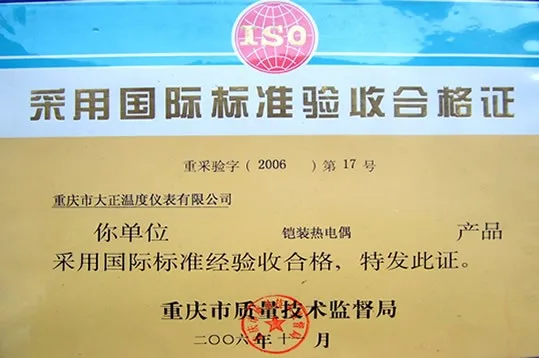 ISO
采用国际标准验收合格证
重采验字（2006 ）第 17 号
重庆市大正温度仪表有限公司
你单位 铠装热电偶 产品
采用国际标准经验收合格，特发此证。
重庆市质量技术监督局
二〇〇六年十一月